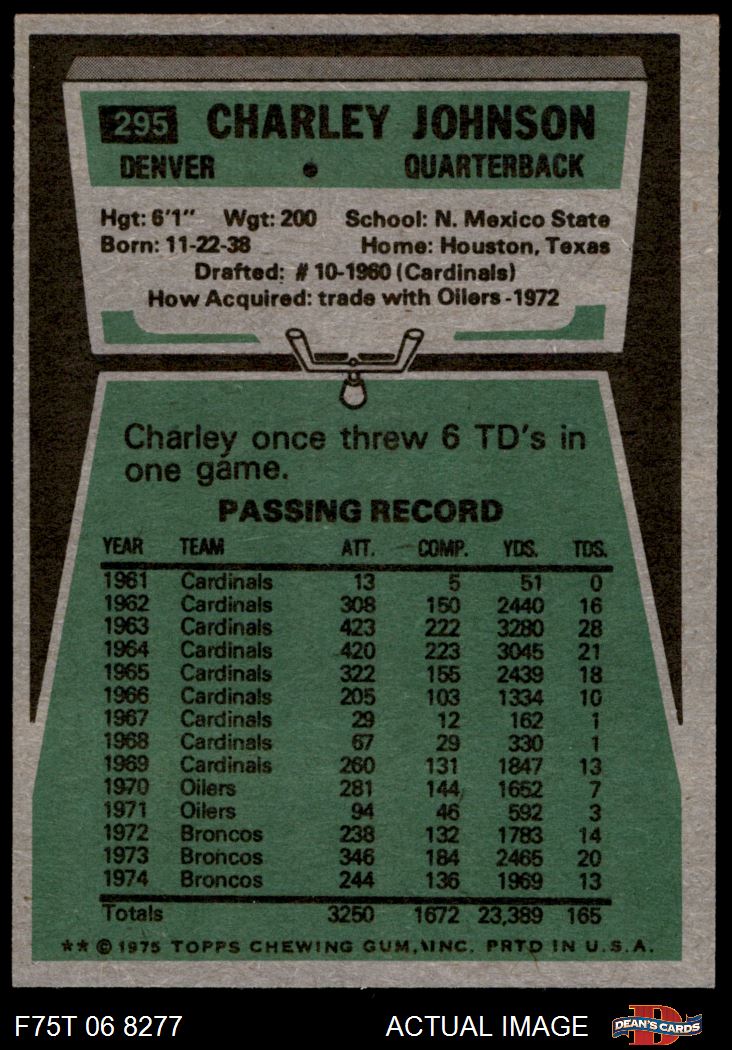 295 CHARLEY JOHNSON
DENVER • QUARTERBACK
Hgt: 6'1" Wgt: 200 School: N. Mexico State
Born: 11-22-38 Home: Houston, Texas
Drafted: # 10-1960 (Cardinals)
How Acquired: trade with Oilers - 1972
Charley once threw 6 TD's in
one game.
PASSING RECORD
YEAR TEAM ATT. COMP. YDS. TDS.
1961 Cardinals 13 5 51 0
1962 Cardinals 308 150 2440 16
1963 Cardinals 423 222 3280 28
1964 Cardinals 420 223 3045 21
1965 Cardinals 322 155 2439 18
1966 Cardinals 205 103 1334 10
1967 Cardinals 29 12 162 1
1968 Cardinals 67 29 330 1
1969 Cardinals 260 131 1847 13
1970 Oilers 281 144 1652 7
1971 Oilers 94 46 592 3
1972 Broncos 238 132 1783 14
1973 Broncos 346 184 2465 20
1974 Broncos 244 136 1969 13
Totals 3250 1672 23,389 165
** © 1975 TOPPS CHEWING GUM, INC. PRTD IN U.S.A.
F75T 06 8277 ACTUAL IMAGE D DEAN'S CARDS